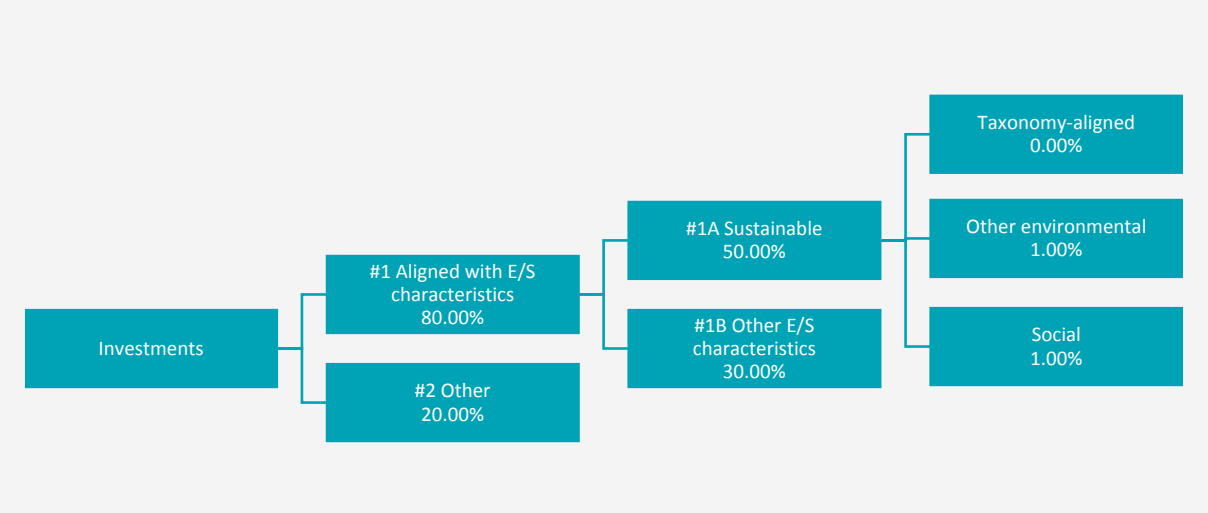 Investments
#1 Aligned with E/S
characteristics
80.00%
#2 Other
20.00%
#1A Sustainable
50.00%
#1B Other E/S
characteristics
30.00%
Taxonomy-aligned
0.00%
Other environmental
1.00%
Social
1.00%